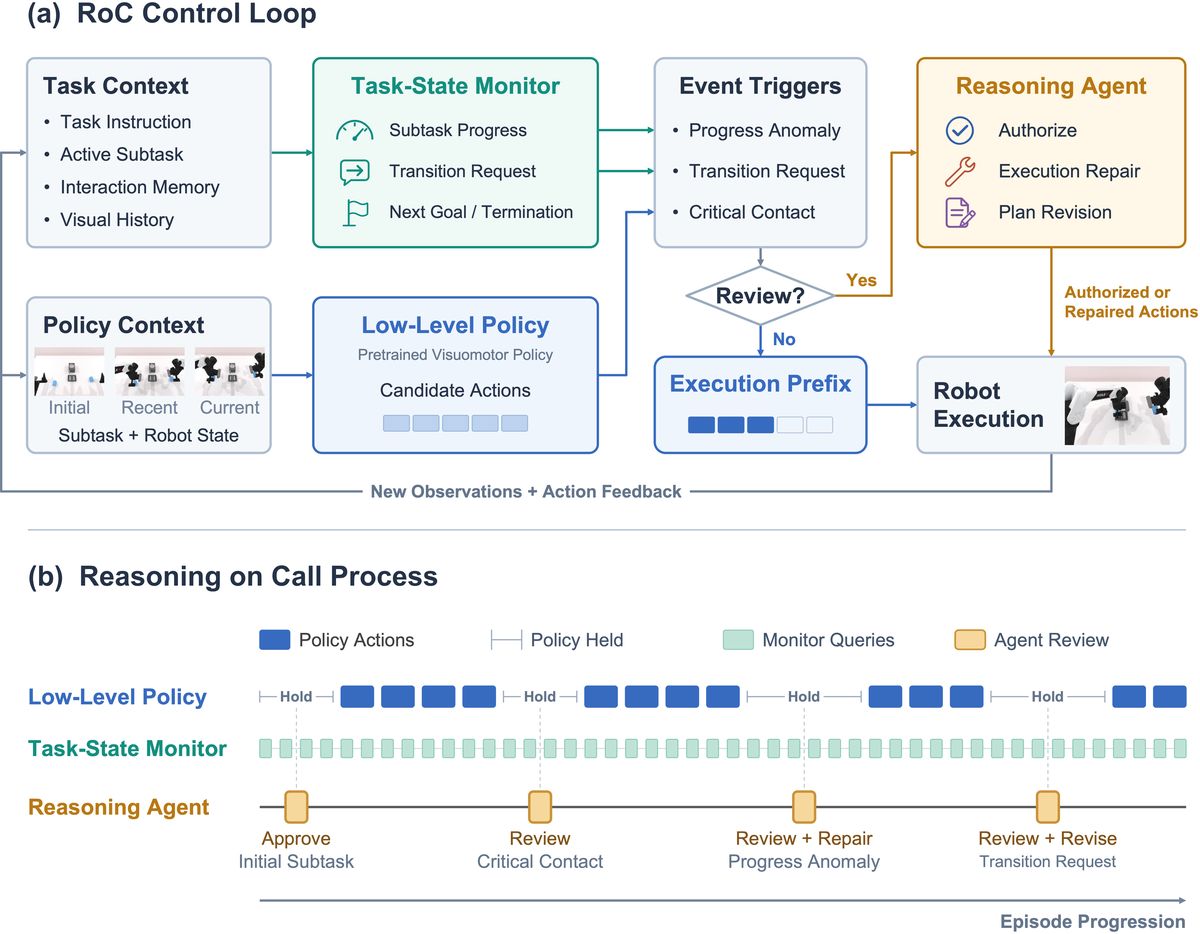 (a) RoC Control Loop
Task Context
• Task Instruction
• Active Subtask
• Interaction Memory
• Visual History
Task-State Monitor
Subtask Progress
Transition Request
Next Goal / Termination
Event Triggers
• Progress Anomaly
• Transition Request
• Critical Contact
Reasoning Agent
Authorize
Execution Repair
Plan Revision
Review?
Yes
No
Authorized or
Repaired Actions
Policy Context
Initial Recent Current
Subtask + Robot State
Low-Level Policy
Pretrained Visuomotor Policy
Candidate Actions
Execution Prefix
Robot
Execution
New Observations + Action Feedback
(b) Reasoning on Call Process
Policy Actions Policy Held Monitor Queries Agent Review
Low-Level Policy Hold Hold Hold Hold
Task-State Monitor
Reasoning Agent
Approve Review Review + Repair Review + Revise
Initial Subtask Critical Contact Progress Anomaly Transition Request
Episode Progression